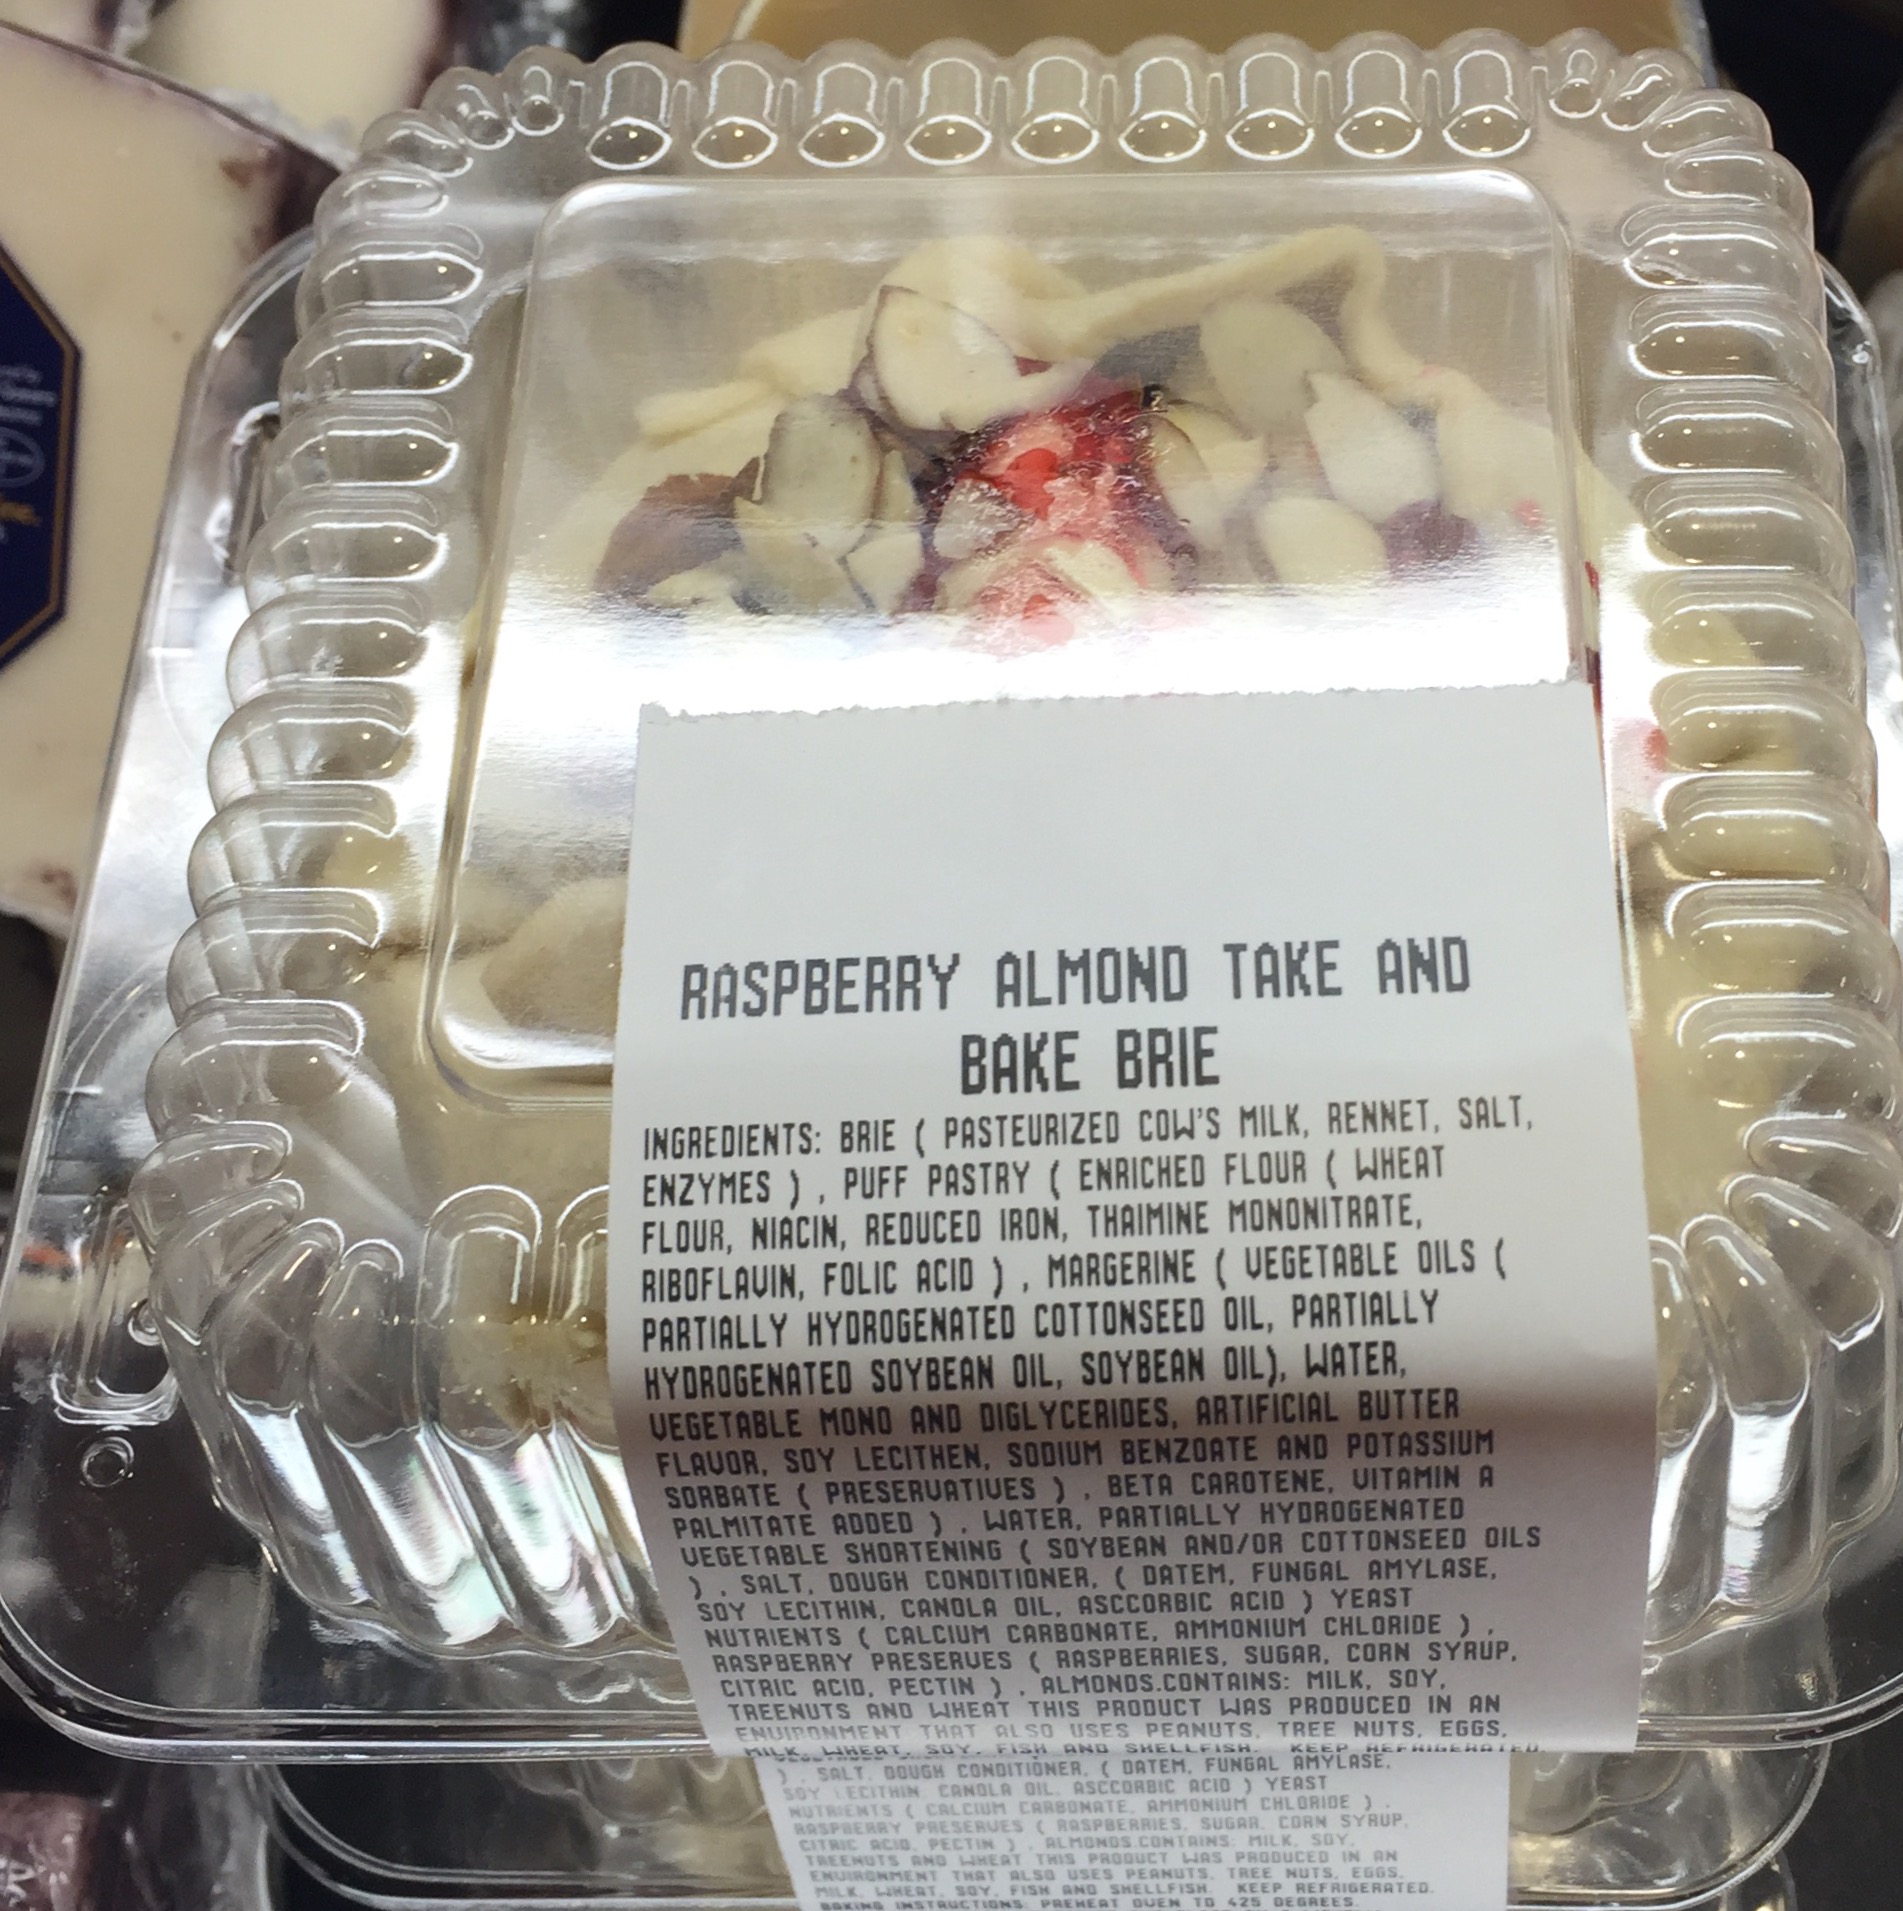 RASPBERRY ALMOND TAKE AND
BAKE BRIE
INGREDIENTS: BRIE ( PASTEURIZED COW'S MILK, RENNET, SALT,
ENZYMES ) , PUFF PASTRY ( ENRICHED FLOUR ( WHEAT
FLOUR, NIACIN, REDUCED IRON, THAIMINE MONONITRATE,
RIBOFLAVIN, FOLIC ACID ) , MARGERINE ( VEGETABLE OILS (
PARTIALLY HYDROGENATED COTTONSEED OIL, PARTIALLY
HYDROGENATED SOYBEAN OIL, SOYBEAN OIL), WATER,
VEGETABLE MONO AND DIGLYCERIDES, ARTIFICIAL BUTTER
FLAVOR, SOY LECITHEN, SODIUM BENZOATE AND POTASSIUM
SORBATE ( PRESERVATIVES ) , BETA CAROTENE, VITAMIN A
PALMITATE ADDED ) , WATER, PARTIALLY HYDROGENATED
VEGETABLE SHORTENING ( SOYBEAN AND/OR COTTONSEED OILS
) , SALT, DOUGH CONDITIONER, ( DATEM, FUNGAL AMYLASE,
SOY LECITHIN, CANOLA OIL, ASCCORBIC ACID ) YEAST
NUTRIENTS ( CALCIUM CARBONATE, AMMONIUM CHLORIDE ) ,
RASPBERRY PRESERVES ( RASPBERRIES, SUGAR, CORN SYRUP,
CITRIC ACID, PECTIN ) , ALMONDS.CONTAINS: MILK, SOY,
TREENUTS AND WHEAT THIS PRODUCT WAS PRODUCED IN AN
ENVIRONMENT THAT ALSO USES PEANUTS, TREE NUTS, EGGS,
MILK, WHEAT, SOY, FISH AND SHELLFISH. KEEP REFRIGERATED.
) , SALT, DOUGH CONDITIONER, ( DATEM, FUNGAL AMYLASE,
SOY LECITHIN, CANOLA OIL, ASCCORBIC ACID ) YEAST
NUTRIENTS ( CALCIUM CARBONATE, AMMONIUM CHLORIDE ) ,
RASPBERRY PRESERVES ( RASPBERRIES, SUGAR, CORN SYRUP,
CITRIC ACID, PECTIN ) , ALMONDS.CONTAINS: MILK, SOY,
TREENUTS AND WHEAT THIS PRODUCT WAS PRODUCED IN AN
ENVIRONMENT THAT ALSO USES PEANUTS, TREE NUTS, EGGS,
MILK, WHEAT, SOY, FISH AND SHELLFISH. KEEP REFRIGERATED.
BAKING INSTRUCTIONS: PREHEAT OVEN TO 425 DEGREES